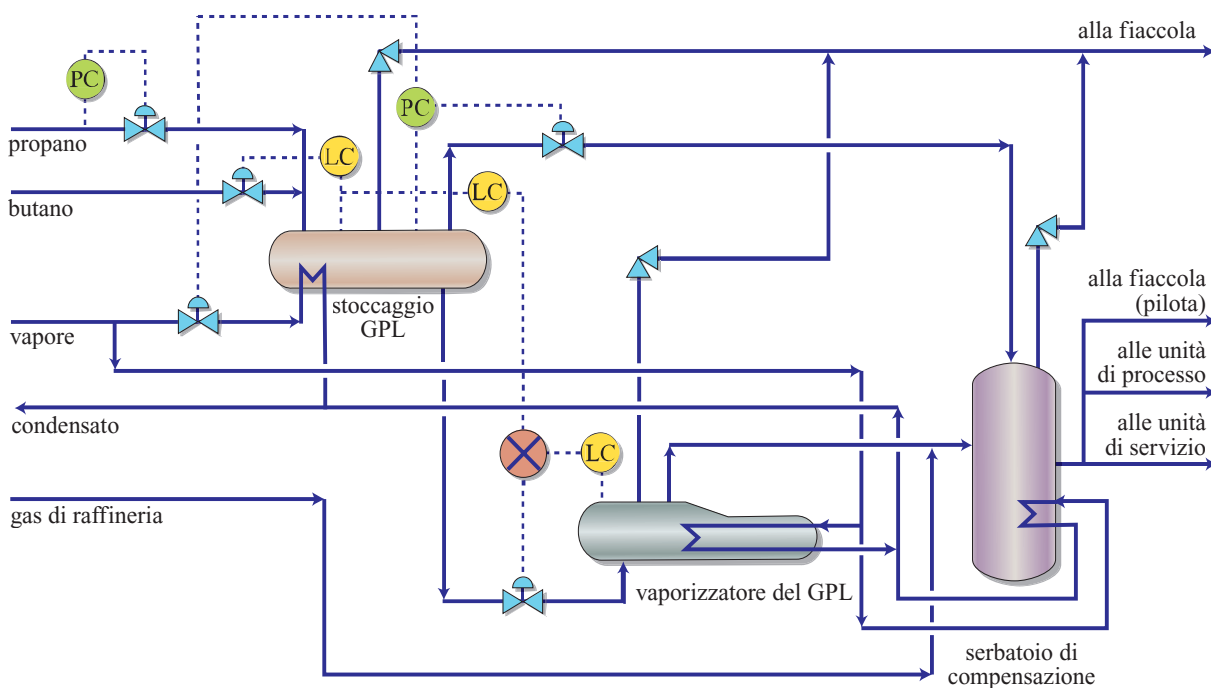 alla fiaccola
PC
propano
PC
LC
butano
LC
stoccaggio
GPL
vapore
alla fiaccola
(pilota)
alle unità
di processo
condensato
alle unità
di servizio
LC
gas di raffineria
vaporizzatore del GPL
serbatoio di
compensazione